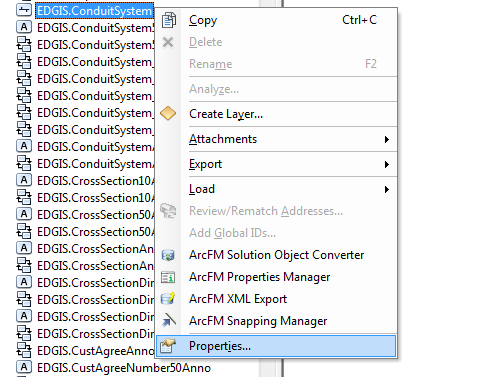 EDGIS.ConduitSystem
Copy Ctrl+C
EDGIS.ConduitSystem5
Delete
EDGIS.ConduitSystem5
Rename F2
EDGIS.ConduitSystem_
Analyze...
EDGIS.ConduitSystem_
Create Layer...
EDGIS.ConduitSystem_
EDGIS.ConduitSystem_
Attachments
EDGIS.ConduitSystemA
Export
EDGIS.ConduitSystemA
EDGIS.CrossSection10A
Load
EDGIS.CrossSection10A
Review/Rematch Addresses...
EDGIS.CrossSection50A
Add Global IDs...
EDGIS.CrossSection50A
ArcFM Solution Object Converter
EDGIS.CrossSectionAn
ArcFM Properties Manager
EDGIS.CrossSectionAn
ArcFM XML Export
EDGIS.CrossSectionDir
EDGIS.CrossSectionDir
ArcFM Snapping Manager
EDGIS.CrossSectionDir
Properties...
EDGIS.CrossSectionDir
EDGIS.CustAgreeAnno
EDGIS.CustAgreeNumber50Anno